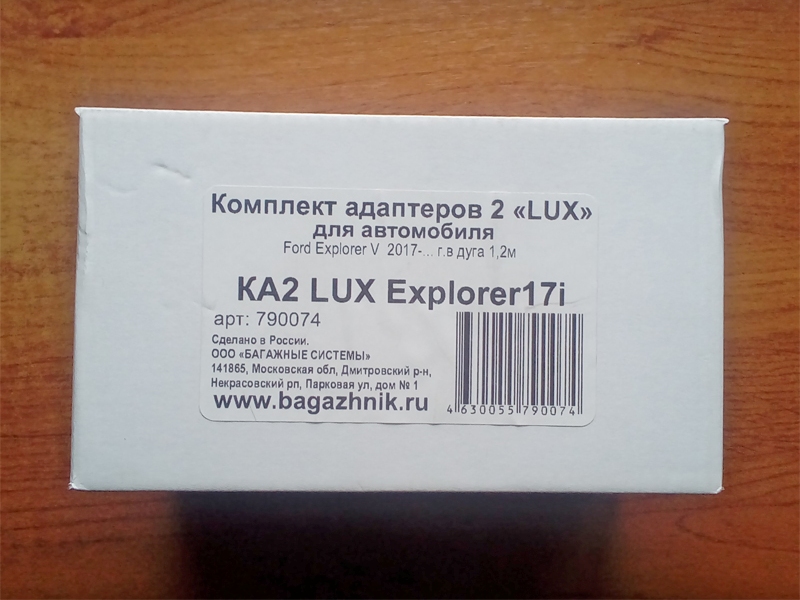 Комплект адаптеров 2 «LUX»
для автомобиля
Ford Explorer V 2017-... г.в дуга 1,2м
КА2 LUX Explorer17i
арт: 790074
Сделано в России.
ООО «БАГАЖНЫЕ СИСТЕМЫ»
141865, Московская обл, Дмитровский р-н,
Некрасовский рп, Парковая ул, дом № 1
www.bagazhnik.ru
4 630055 790074